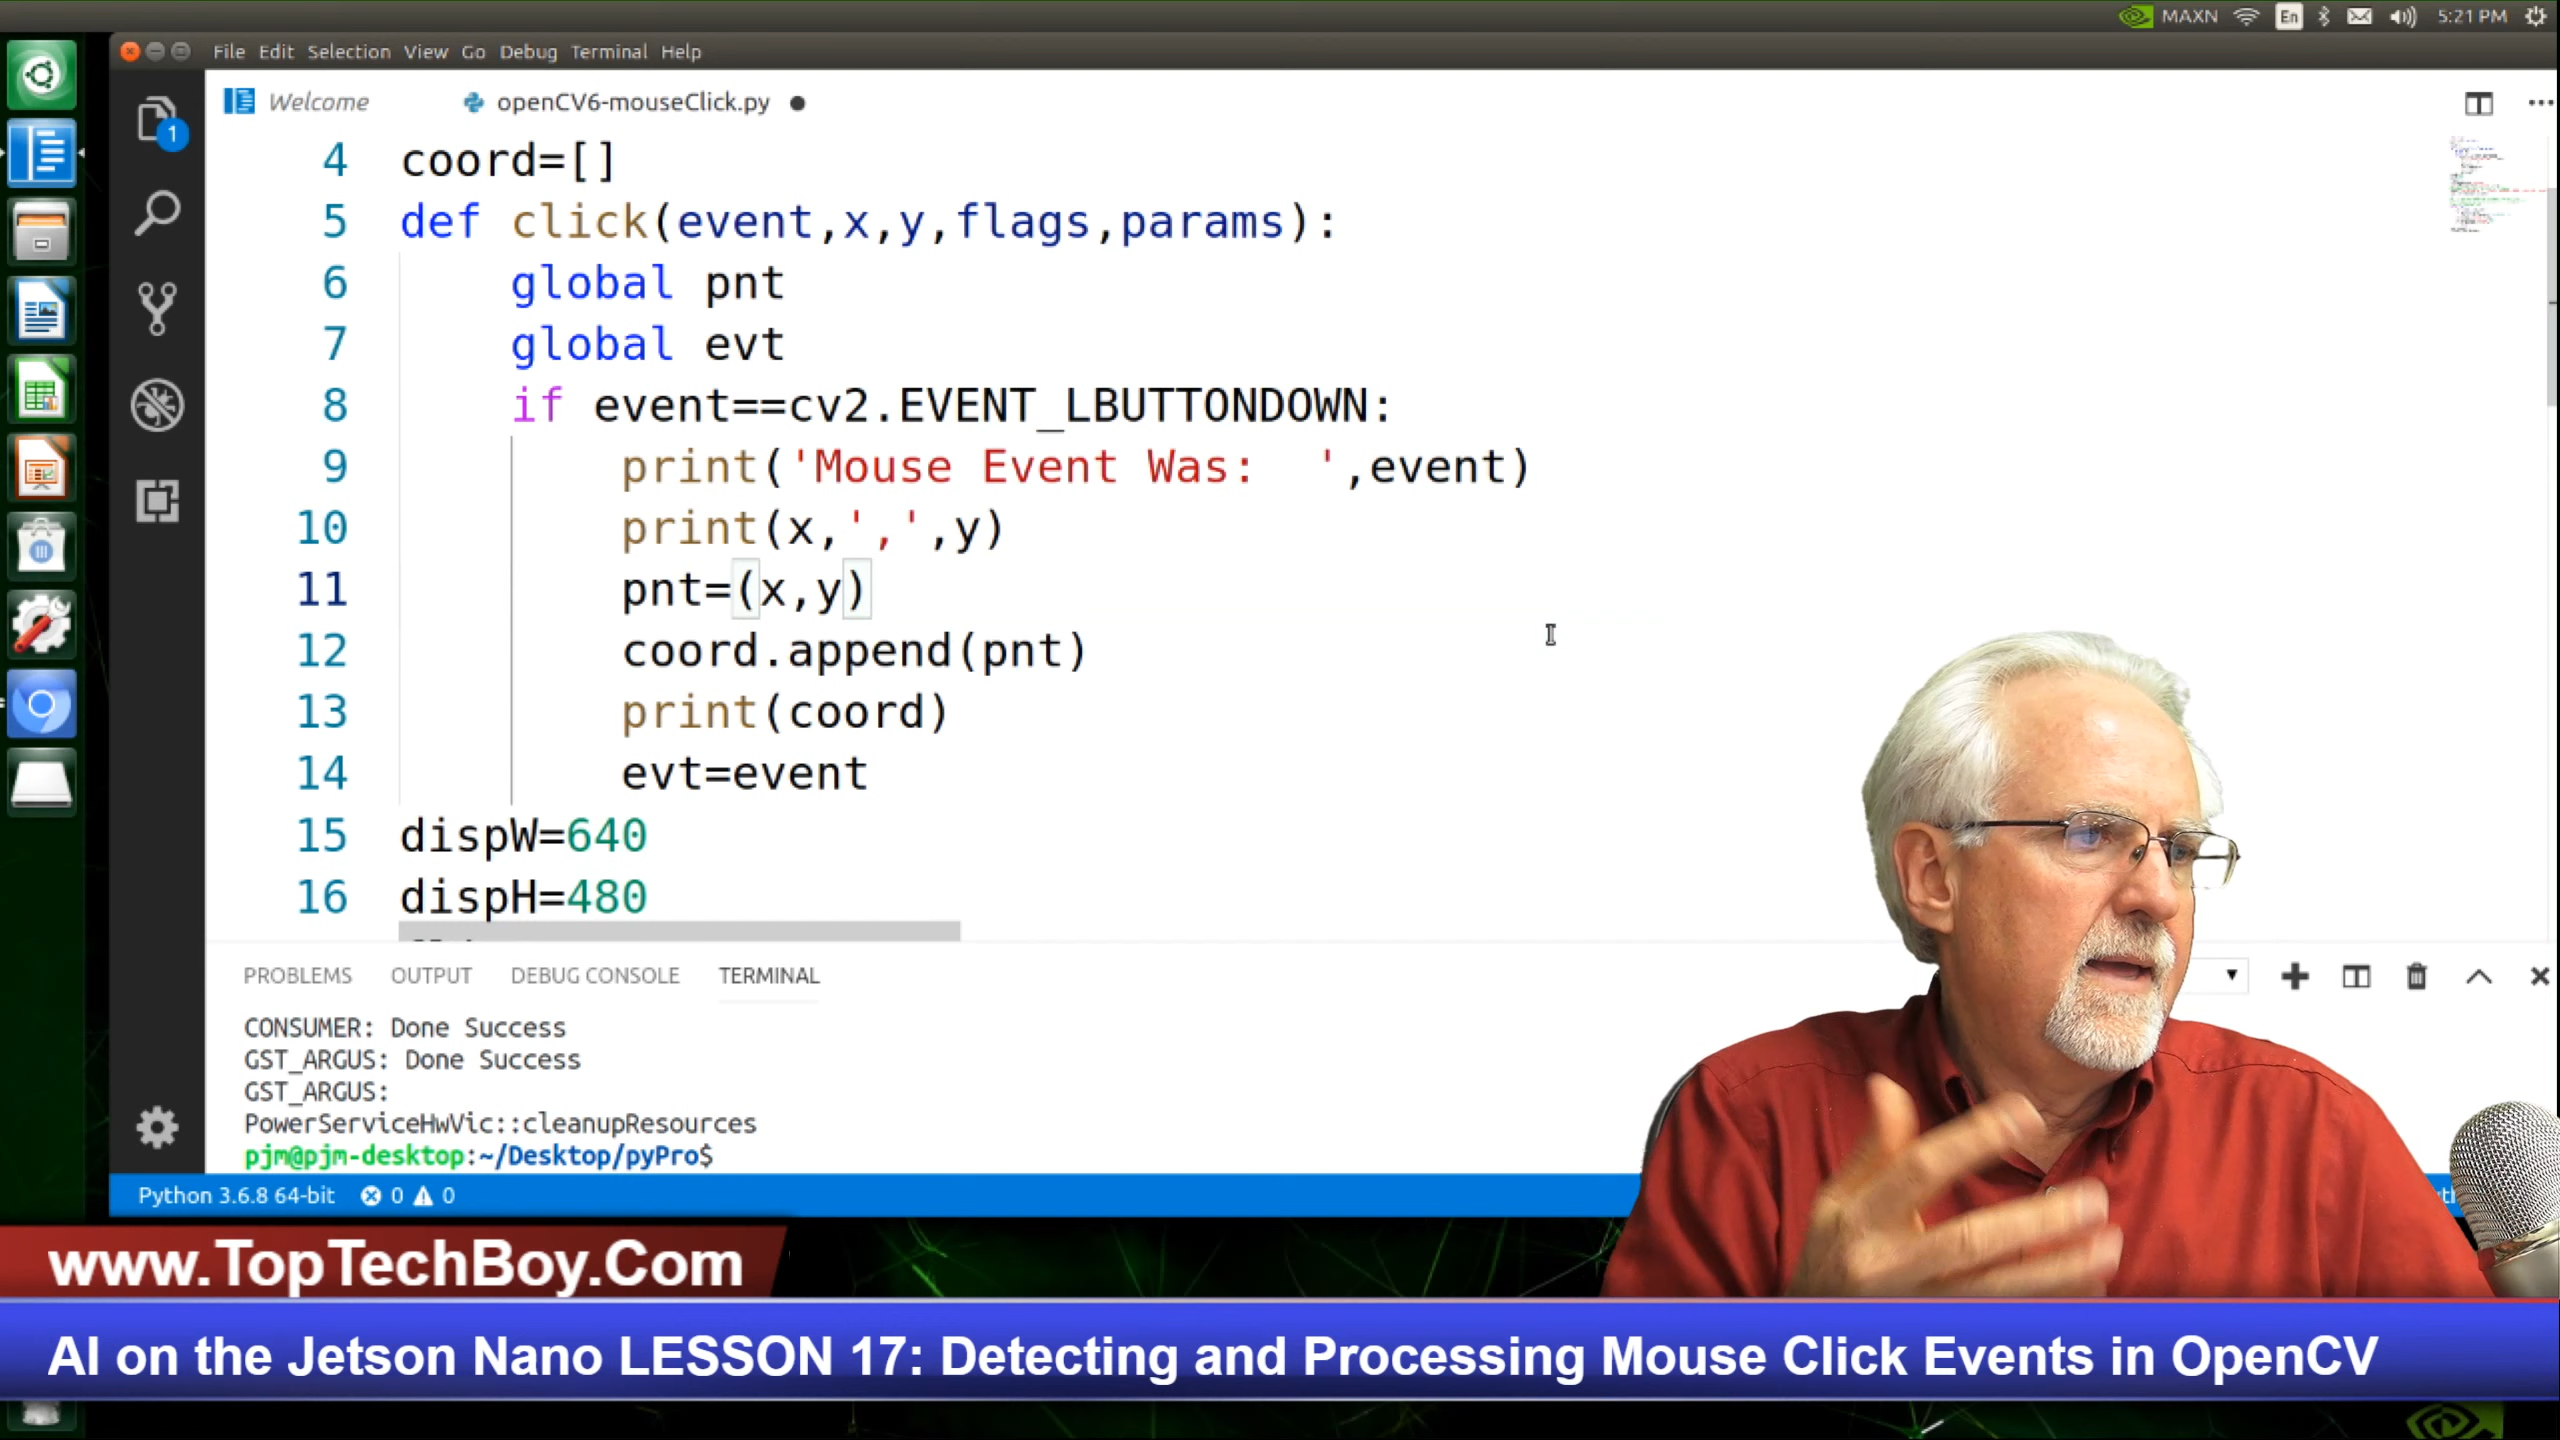 MAXN En 5:21 PM
File Edit Selection View Go Debug Terminal Help
1 Welcome openCV6-mouseClick.py
4 coord=[]
5 def click(event,x,y,flags,params):
6 global pnt
7 global evt
8 if event==cv2.EVENT_LBUTTONDOWN:
9 print('Mouse Event Was:  ',event)
10 print(x,',',y)
11 pnt=(x,y)
12 coord.append(pnt)
13 print(coord)
14 evt=event
15 dispW=640
16 dispH=480
PROBLEMS OUTPUT DEBUG CONSOLE TERMINAL
CONSUMER: Done Success
GST_ARGUS: Done Success
GST_ARGUS:
PowerServiceHwVic::cleanupResources
pjm@pjm-desktop:~/Desktop/pyPro$
Python 3.6.8 64-bit 0 0
www.TopTechBoy.Com
AI on the Jetson Nano LESSON 17: Detecting and Processing Mouse Click Events in OpenCV